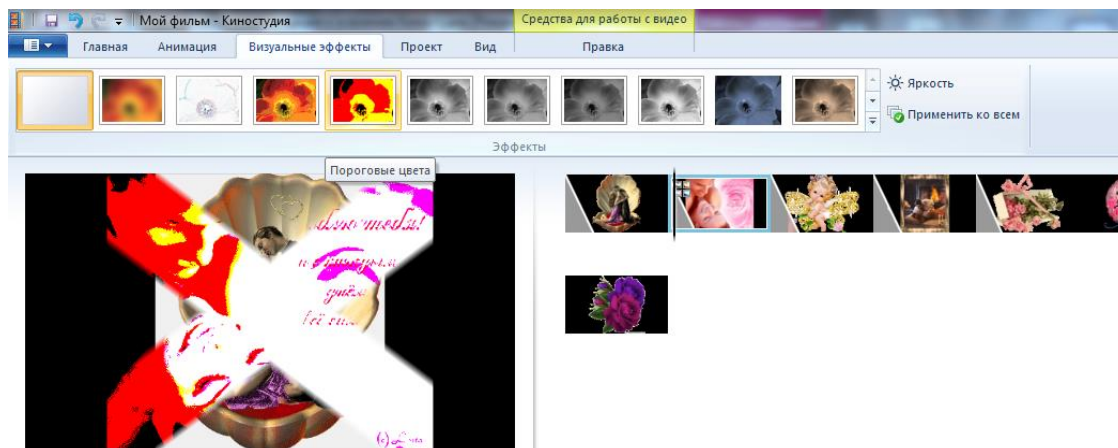 Мой фильм - Киностудия
Средства для работы с видео
Главная Анимация Визуальные эффекты Проект Вид Правка
Яркость
Применить ко всем
Эффекты
Пороговые цвета